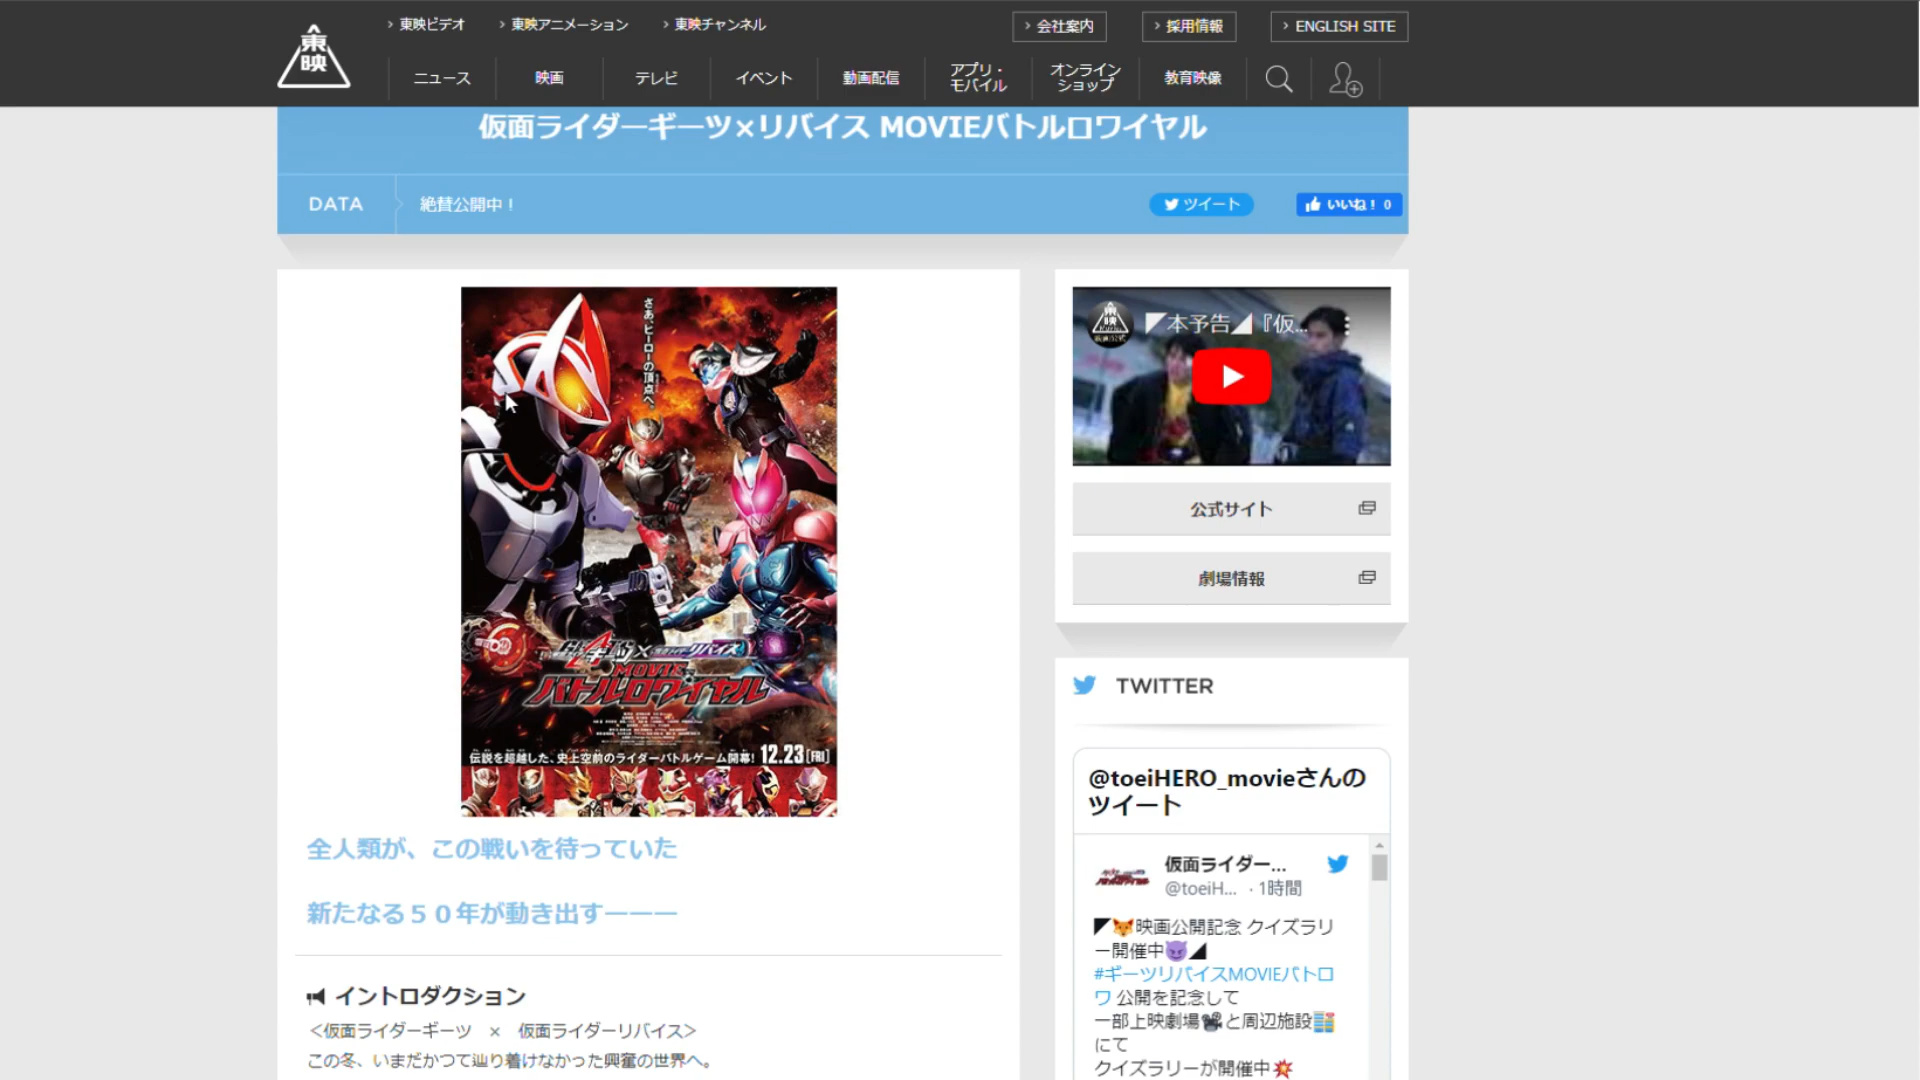 東映
東映ビデオ
東映アニメーション
東映チャンネル
会社案内
採用情報
ENGLISH SITE
ニュース
映画
テレビ
イベント
動画配信
アプリ・
モバイル
オンライン
ショップ
教育映像
仮面ライダーギーツ×リバイス MOVIEバトルロワイヤル
DATA
絶賛公開中！
ツイート
いいね！ 0
さあ、ヒーローの頂点へ。
GEATS×仮面ライダーリバイス
MOVIE
バトルロワイヤル
伝説を超越した、史上空前のライダーバトルゲーム開幕! 12.23[FRI]
全人類が、この戦いを待っていた
新たなる５０年が動き出す―――
イントロダクション
＜仮面ライダーギーツ　×　仮面ライダーリバイス＞
この冬、いまだかつて辿り着けなかった興奮の世界へ。
東映
◤本予告◢『仮...
公式サイト
劇場情報
TWITTER
@toeiHERO_movieさんの
ツイート
仮面ライダー...
@toeiH... · 1時間
◤🦊映画公開記念 クイズラリ
ー開催中😈◢
#ギーツリバイスMOVIEバトロ
ワ 公開を記念して
一部上映劇場🎥と周辺施設🏪
にて
クイズラリーが開催中💥